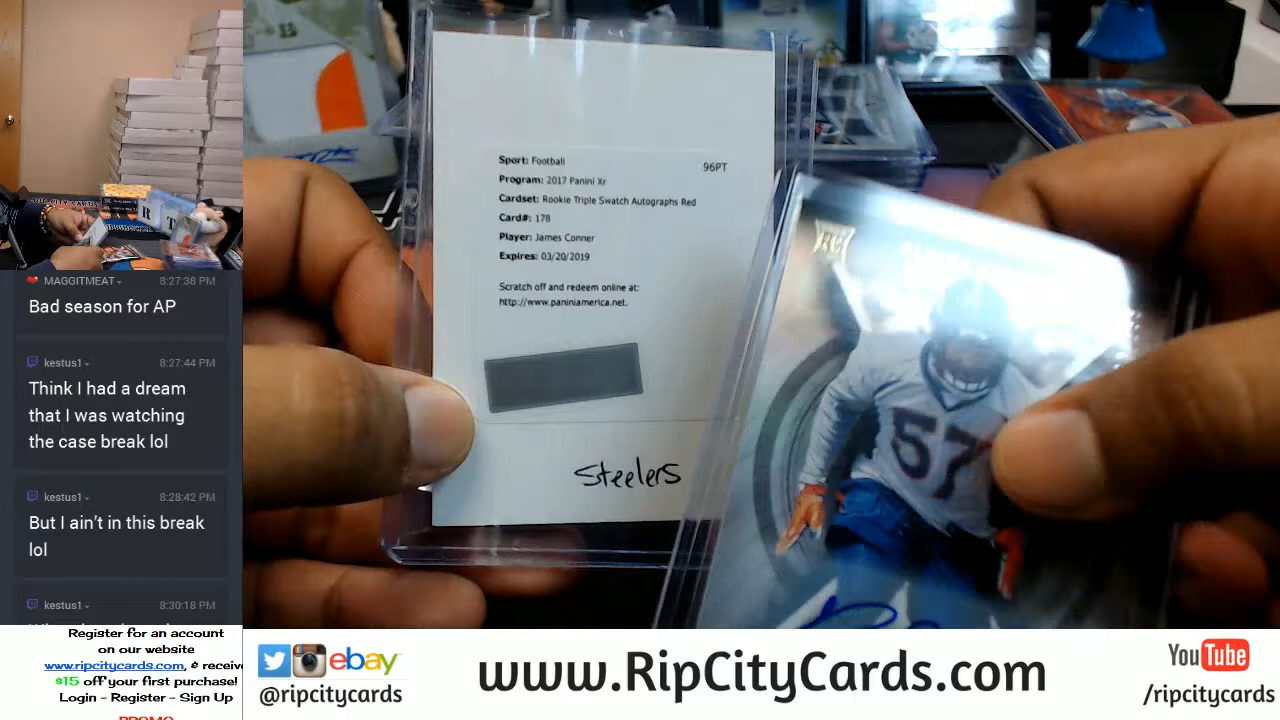 MAGGITMEAT 8:27:38 PM
Bad season for AP
kestus1 8:27:44 PM
Think I had a dream
that I was watching
the case break lol
kestus1 8:28:42 PM
But I ain't in this break
lol
kestus1 8:30:18 PM
Register for an account
on our website
www.ripcitycards.com, & receive
$15 off your first purchase!
Login - Register - Sign Up
PROMO
Sport: Football
96PT
Program: 2017 Panini Xr
Cardset: Rookie Triple Swatch Autographs Red
Card#: 178
Player: James Conner
Expires: 03/20/2019
Scratch off and redeem online at:
http://www.paniniamerica.net.
Steelers
RC
57
ebay
@ripcitycards
www.RipCityCards.com
YouTube
/ripcitycards